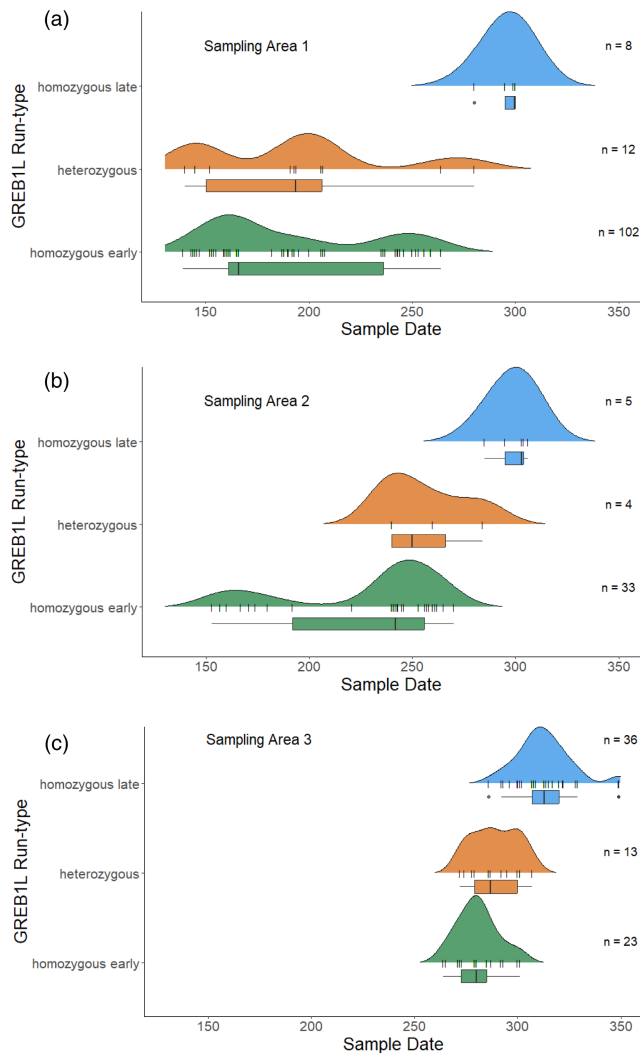 (a)
Sampling Area 1
n = 8
homozygous late
n = 12
heterozygous
n = 102
homozygous early
GREB1L Run-type
150 200 250 300 350
Sample Date
(b)
Sampling Area 2
n = 5
homozygous late
n = 4
heterozygous
n = 33
homozygous early
GREB1L Run-type
150 200 250 300 350
Sample Date
(c)
Sampling Area 3
n = 36
homozygous late
n = 13
heterozygous
n = 23
homozygous early
GREB1L Run-type
150 200 250 300 350
Sample Date